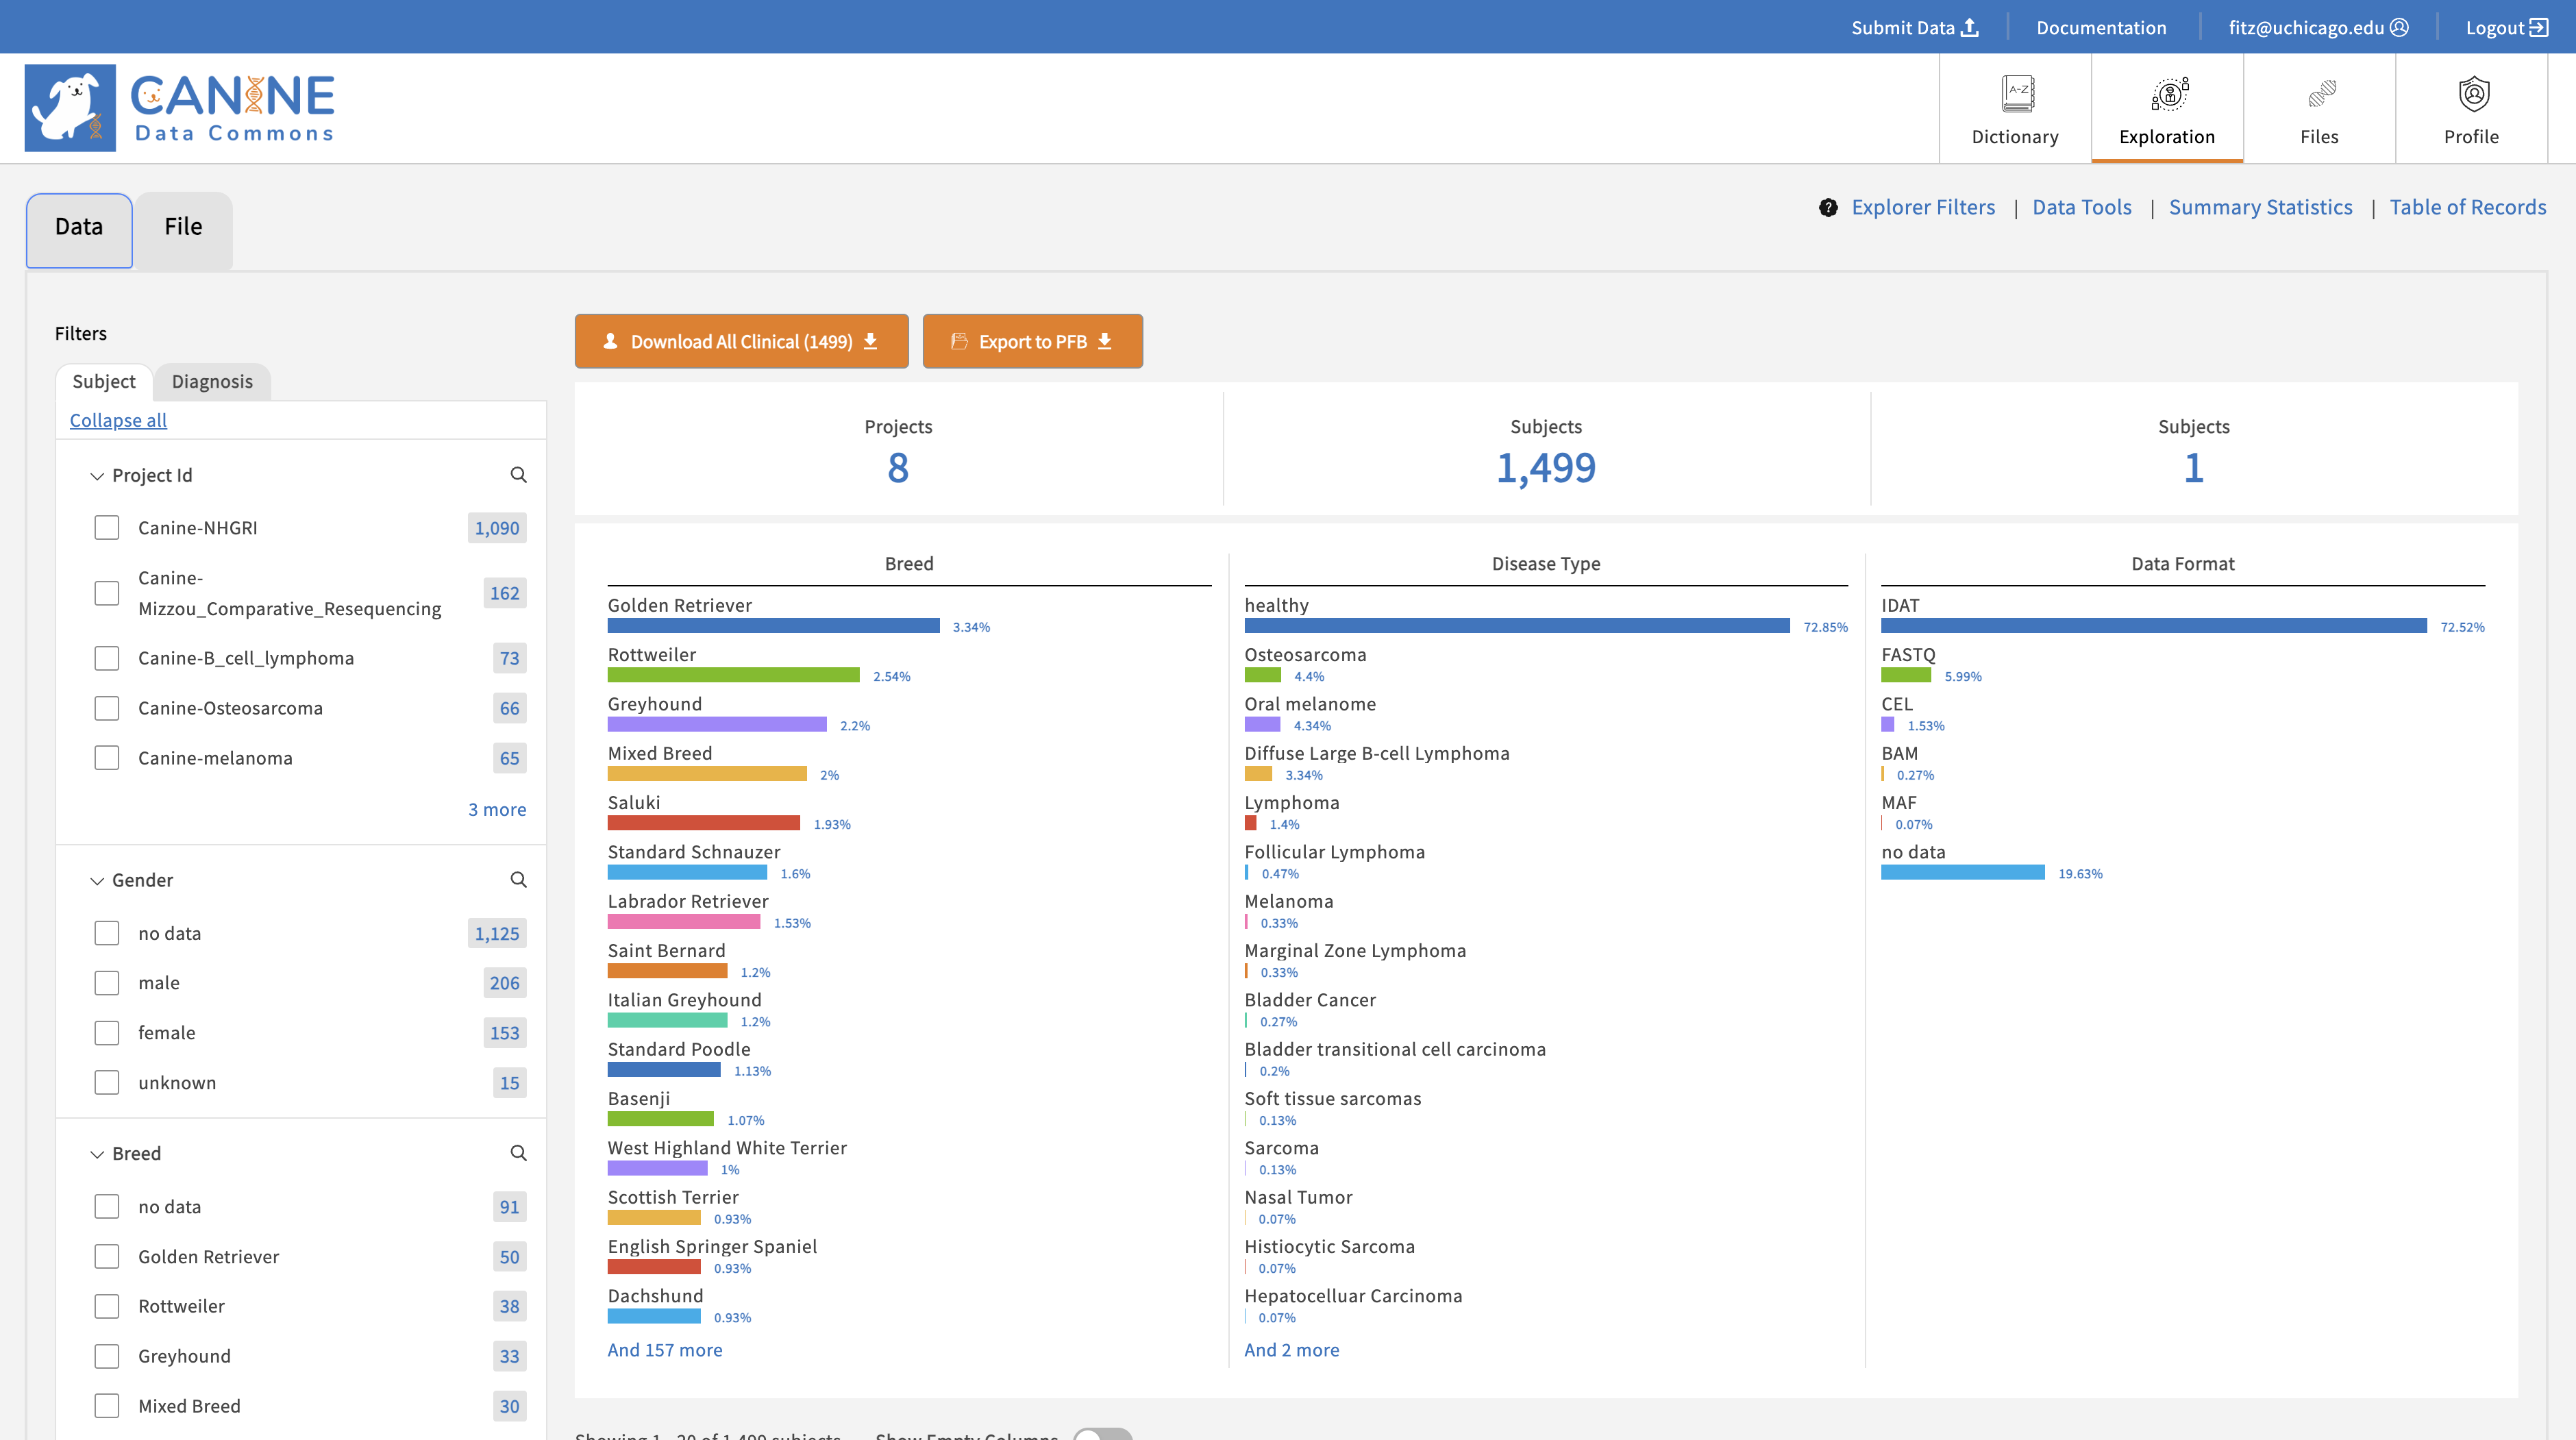 Submit Data
Documentation
fitz@uchicago.edu
Logout
CANINE
Data Commons
A-Z
Dictionary
Exploration
Files
Profile
Data
File
? Explorer Filters | Data Tools | Summary Statistics | Table of Records
Filters
Subject
Diagnosis
Collapse all
Project Id
Canine-NHGRI 1,090
Canine-
Mizzou_Comparative_Resequencing 162
Canine-B_cell_lymphoma 73
Canine-Osteosarcoma 66
Canine-melanoma 65
3 more
Gender
no data 1,125
male 206
female 153
unknown 15
Breed
no data 91
Golden Retriever 50
Rottweiler 38
Greyhound 33
Mixed Breed 30
Download All Clinical (1499)
Export to PFB
Projects
8
Subjects
1,499
Subjects
1
Breed
Golden Retriever
3.34%
Rottweiler
2.54%
Greyhound
2.2%
Mixed Breed
2%
Saluki
1.93%
Standard Schnauzer
1.6%
Labrador Retriever
1.53%
Saint Bernard
1.2%
Italian Greyhound
1.2%
Standard Poodle
1.13%
Basenji
1.07%
West Highland White Terrier
1%
Scottish Terrier
0.93%
English Springer Spaniel
0.93%
Dachshund
0.93%
And 157 more
Disease Type
healthy
72.85%
Osteosarcoma
4.4%
Oral melanome
4.34%
Diffuse Large B-cell Lymphoma
3.34%
Lymphoma
1.4%
Follicular Lymphoma
0.47%
Melanoma
0.33%
Marginal Zone Lymphoma
0.33%
Bladder Cancer
0.27%
Bladder transitional cell carcinoma
0.2%
Soft tissue sarcomas
0.13%
Sarcoma
0.13%
Nasal Tumor
0.07%
Histiocytic Sarcoma
0.07%
Hepatocelluar Carcinoma
0.07%
And 2 more
Data Format
IDAT
72.52%
FASTQ
5.99%
CEL
1.53%
BAM
0.27%
MAF
0.07%
no data
19.63%
Showing 1 - 20 of 1,499 subjects
Show Empty Columns